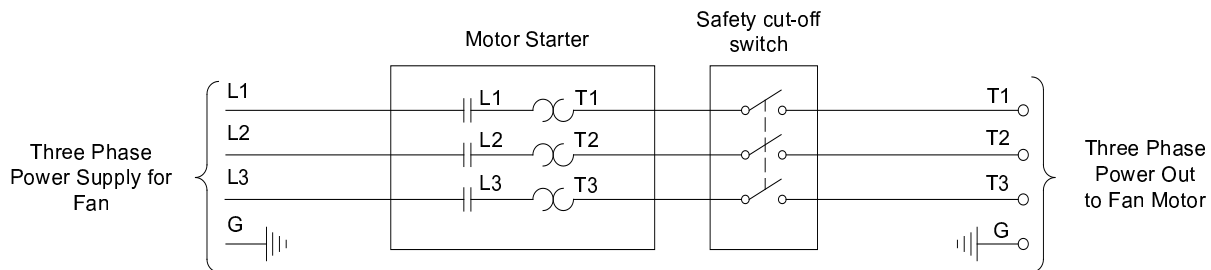 Safety cut-off
switch
Motor Starter
L1
L1 T1
T1
L2
L2 T2
T2
L3
L3 T3
T3
G
G
Three Phase
Power Supply for
Fan
Three Phase
Power Out
to Fan Motor